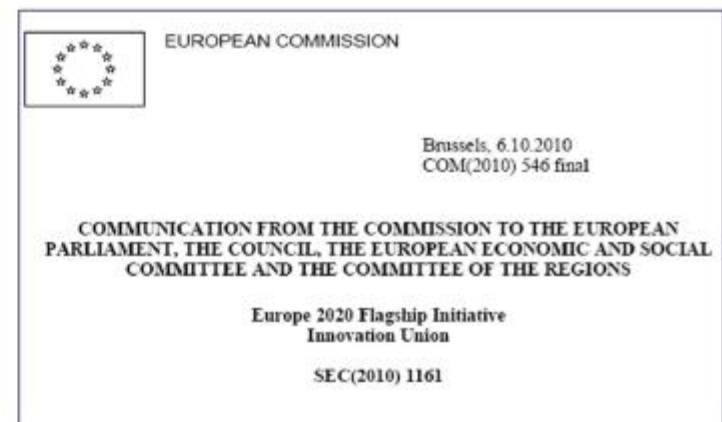 EUROPEAN COMMISSION
Brussels, 6.10.2010
COM(2010) 546 final
COMMUNICATION FROM THE COMMISSION TO THE EUROPEAN
PARLIAMENT, THE COUNCIL, THE EUROPEAN ECONOMIC AND SOCIAL
COMMITTEE AND THE COMMITTEE OF THE REGIONS
Europe 2020 Flagship Initiative
Innovation Union
SEC(2010) 1161